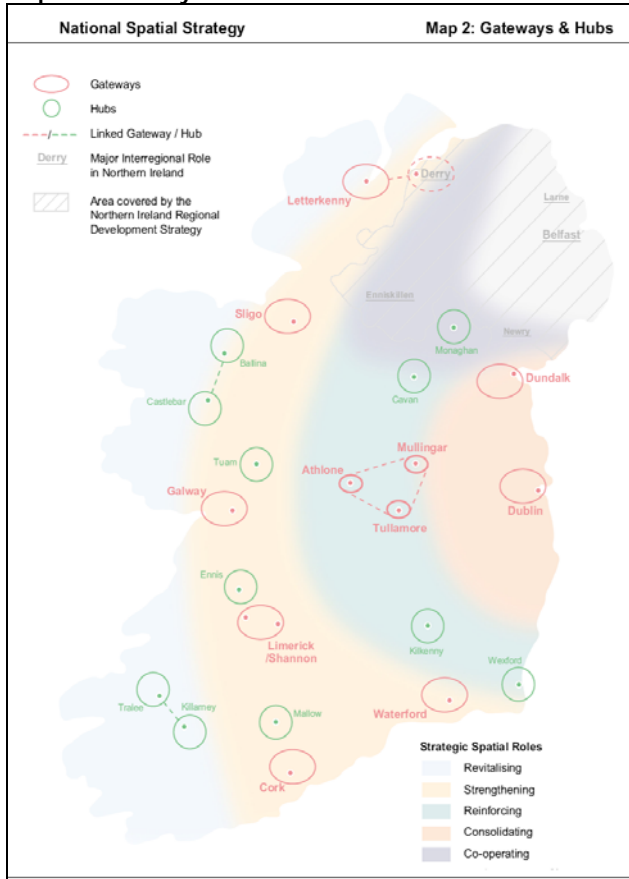 National Spatial Strategy
Map 2: Gateways & Hubs
Gateways
Hubs
Linked Gateway / Hub
Derry
Major Interregional Role
in Northern Ireland
Area covered by the
Northern Ireland Regional
Development Strategy
Derry
Letterkenny
Larne
Belfast
Enniskillen
Sligo
Newry
Monaghan
Ballina
Dundalk
Cavan
Castlebar
Mullingar
Tuam
Athlone
Galway
Dublin
Tullamore
Ennis
Limerick
/Shannon
Kilkenny
Wexford
Tralee
Killarney
Mallow
Waterford
Cork
Strategic Spatial Roles
Revitalising
Strengthening
Reinforcing
Consolidating
Co-operating